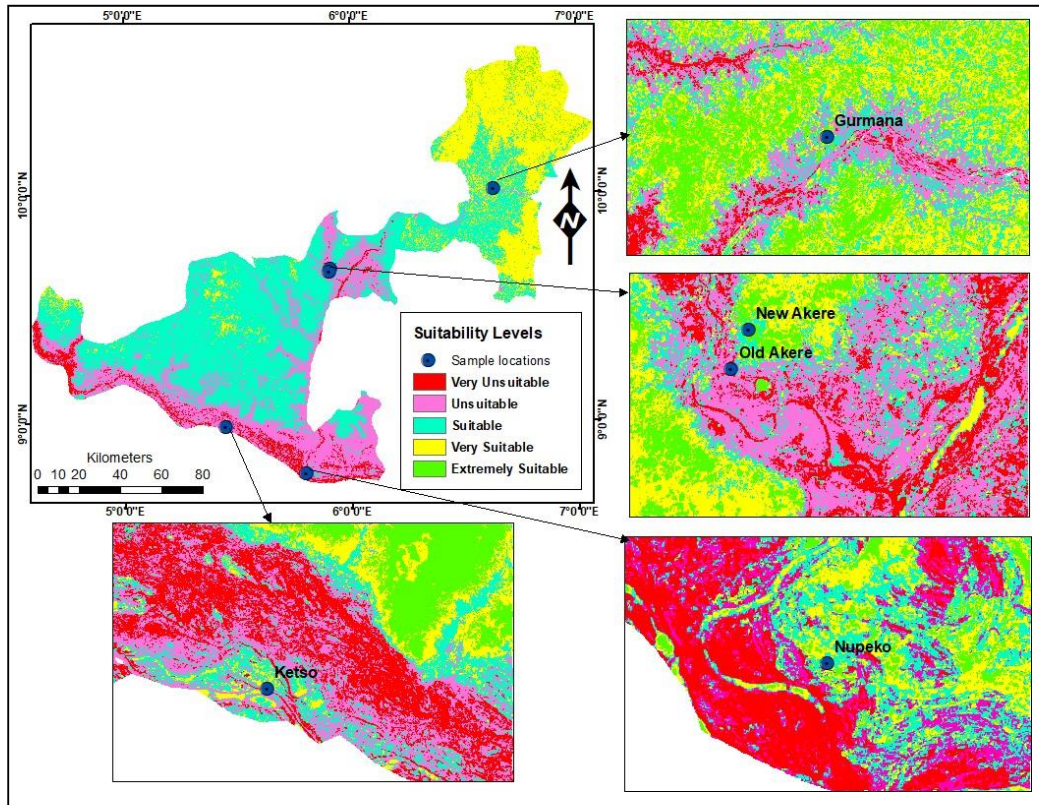 5°0'0"E 6°0'0"E 7°0'0"E
10°0'0"N
9°0'0"N
10°0'0"N
9°0'0"N
N
Suitability Levels
Sample locations
Very Unsuitable
Unsuitable
Suitable
Very Suitable
Extremely Suitable
Kilometers
0 10 20 40 60 80
5°0'0"E 6°0'0"E 7°0'0"E
Gurmana
New Akere
Old Akere
Ketso
Nupeko